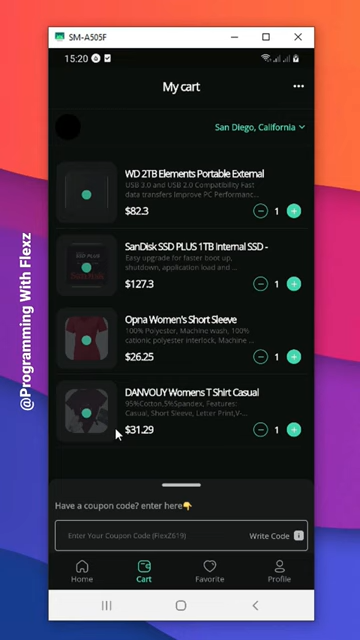 SM-A505F
15:20
My cart
San Diego, California
WD 2TB Elements Portable External
USB 3.0 and USB 2.0 Compatibility Fast
data transfers Improve PC Performanc...
$82.3
1
SanDisk SSD PLUS 1TB Internal SSD -
Easy upgrade for faster boot up,
shutdown, application load and ...
$127.3
1
Opna Women's Short Sleeve
100% Polyester, Machine wash, 100%
cationic polyester interlock, Machine ...
$26.25
1
DANVOUY Womens T Shirt Casual
95%Cotton,5%Spandex, Features:
Casual, Short Sleeve, Letter Print,V-...
$31.29
1
Have a coupon code? enter here👇
Enter Your Coupon Code (FlexZ619)
Write Code
Home
Cart
Favorite
Profile
@Programming With Flexz